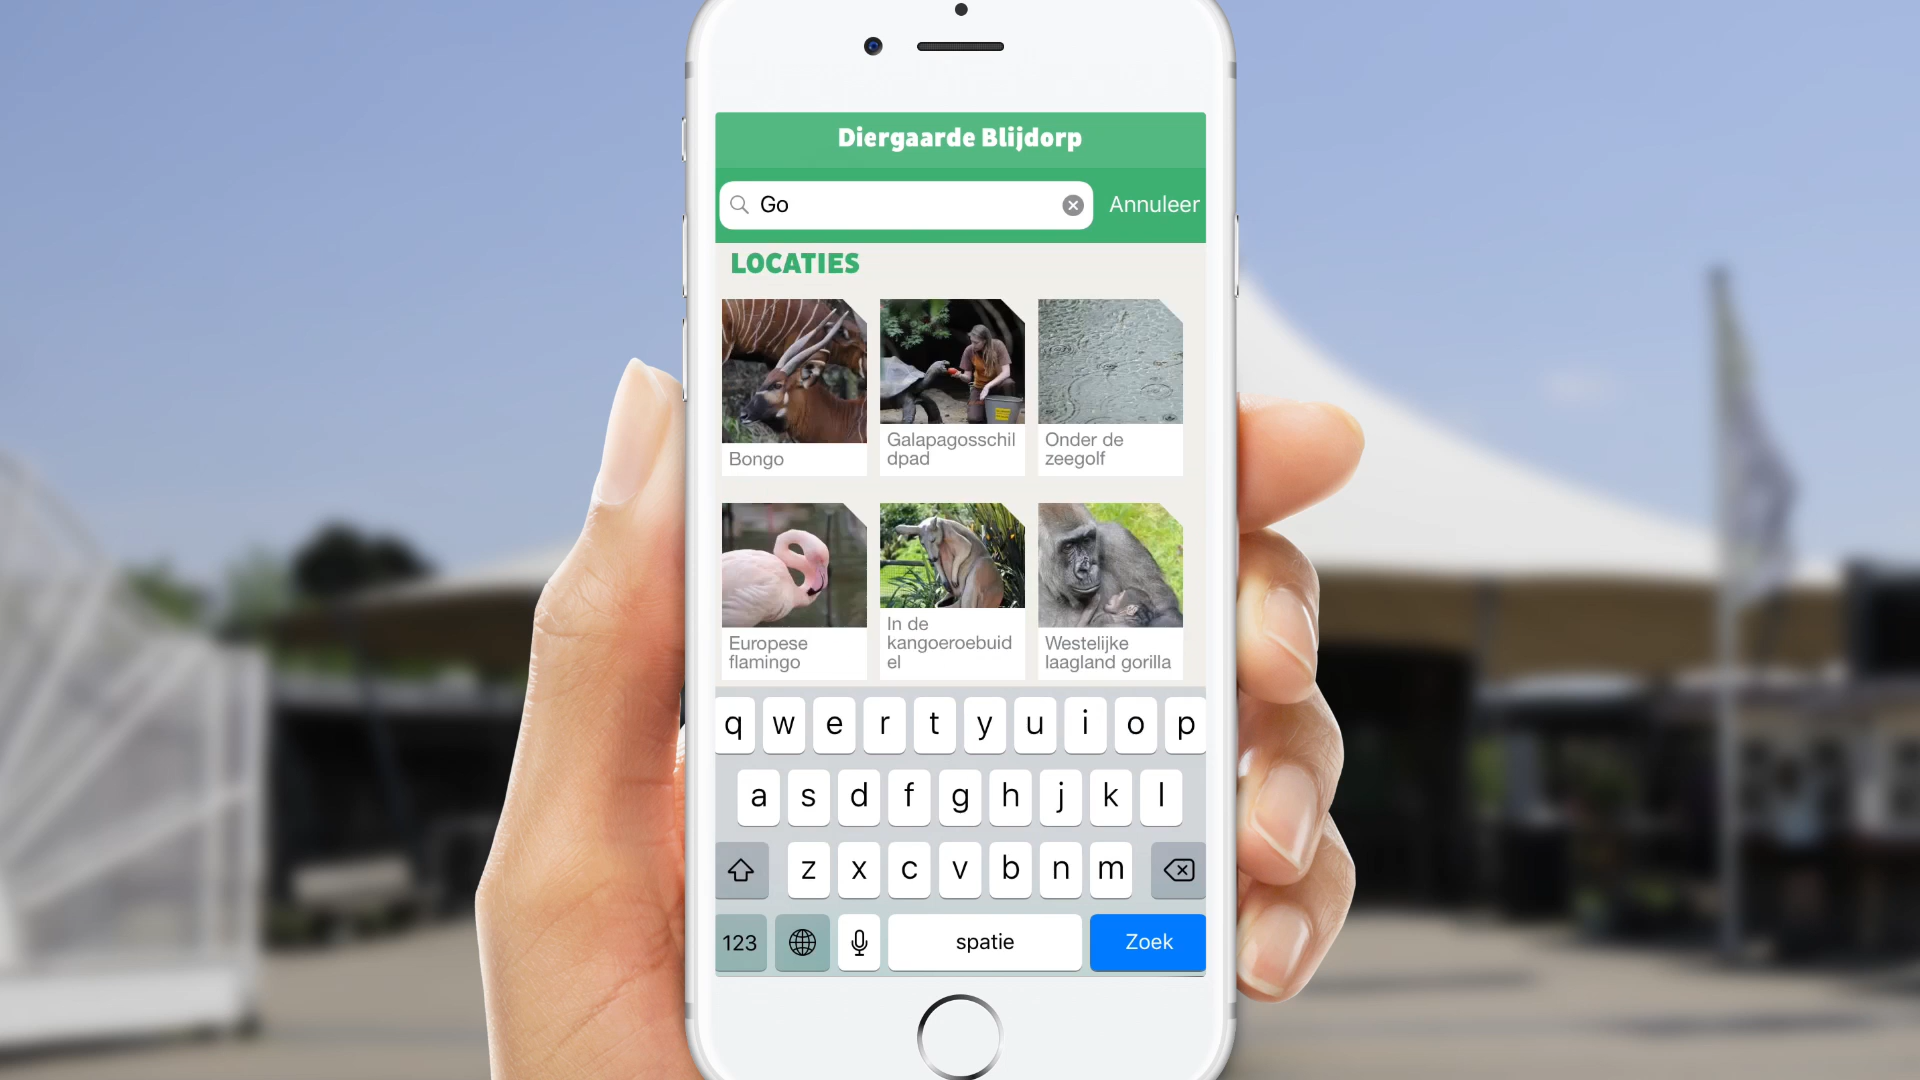 Diergaarde Blijdorp
Go
Annuleer
LOCATIES
Bongo
Galapagosschil
dpad
Onder de
zeegolf
Europese
flamingo
In de
kangoeroebuid
el
Westelijke
laagland gorilla
q w e r t y u i o p
a s d f g h j k l
z x c v b n m
123
spatie
Zoek